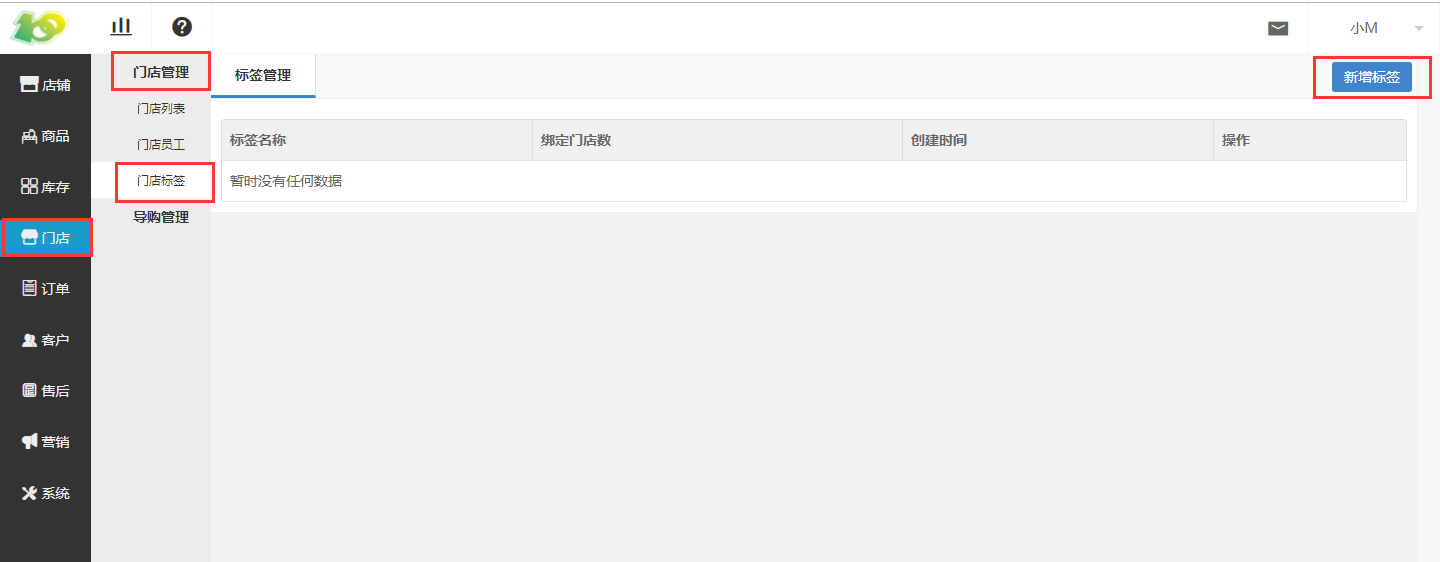 小M
店铺
商品
库存
门店
订单
客户
售后
营销
系统
门店管理
门店列表
门店员工
门店标签
导购管理
标签管理
新增标签
标签名称 绑定门店数 创建时间 操作
暂时没有任何数据